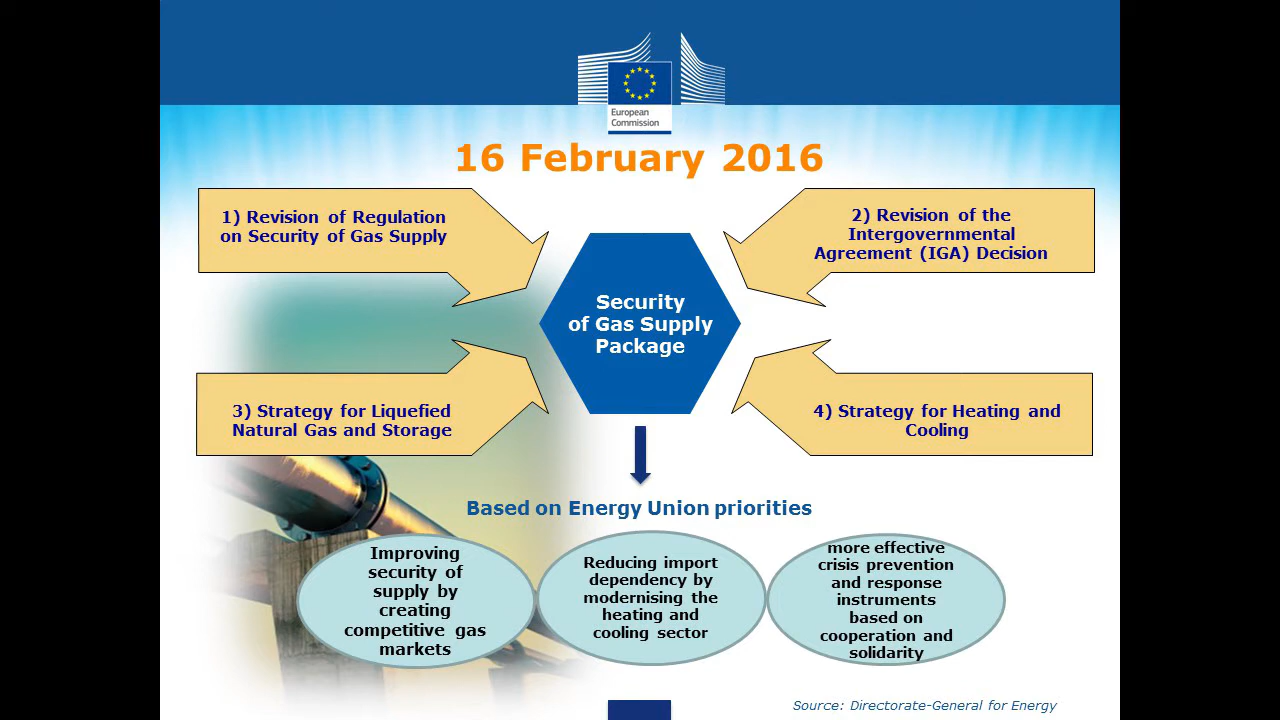 European
Commission
16 February 2016
1) Revision of Regulation
on Security of Gas Supply
2) Revision of the
Intergovernmental
Agreement (IGA) Decision
Security
of Gas Supply
Package
3) Strategy for Liquefied
Natural Gas and Storage
4) Strategy for Heating and
Cooling
Based on Energy Union priorities
Improving
security of
supply by
creating
competitive gas
markets
Reducing import
dependency by
modernising the
heating and
cooling sector
more effective
crisis prevention
and response
instruments
based on
cooperation and
solidarity
Source: Directorate-General for Energy